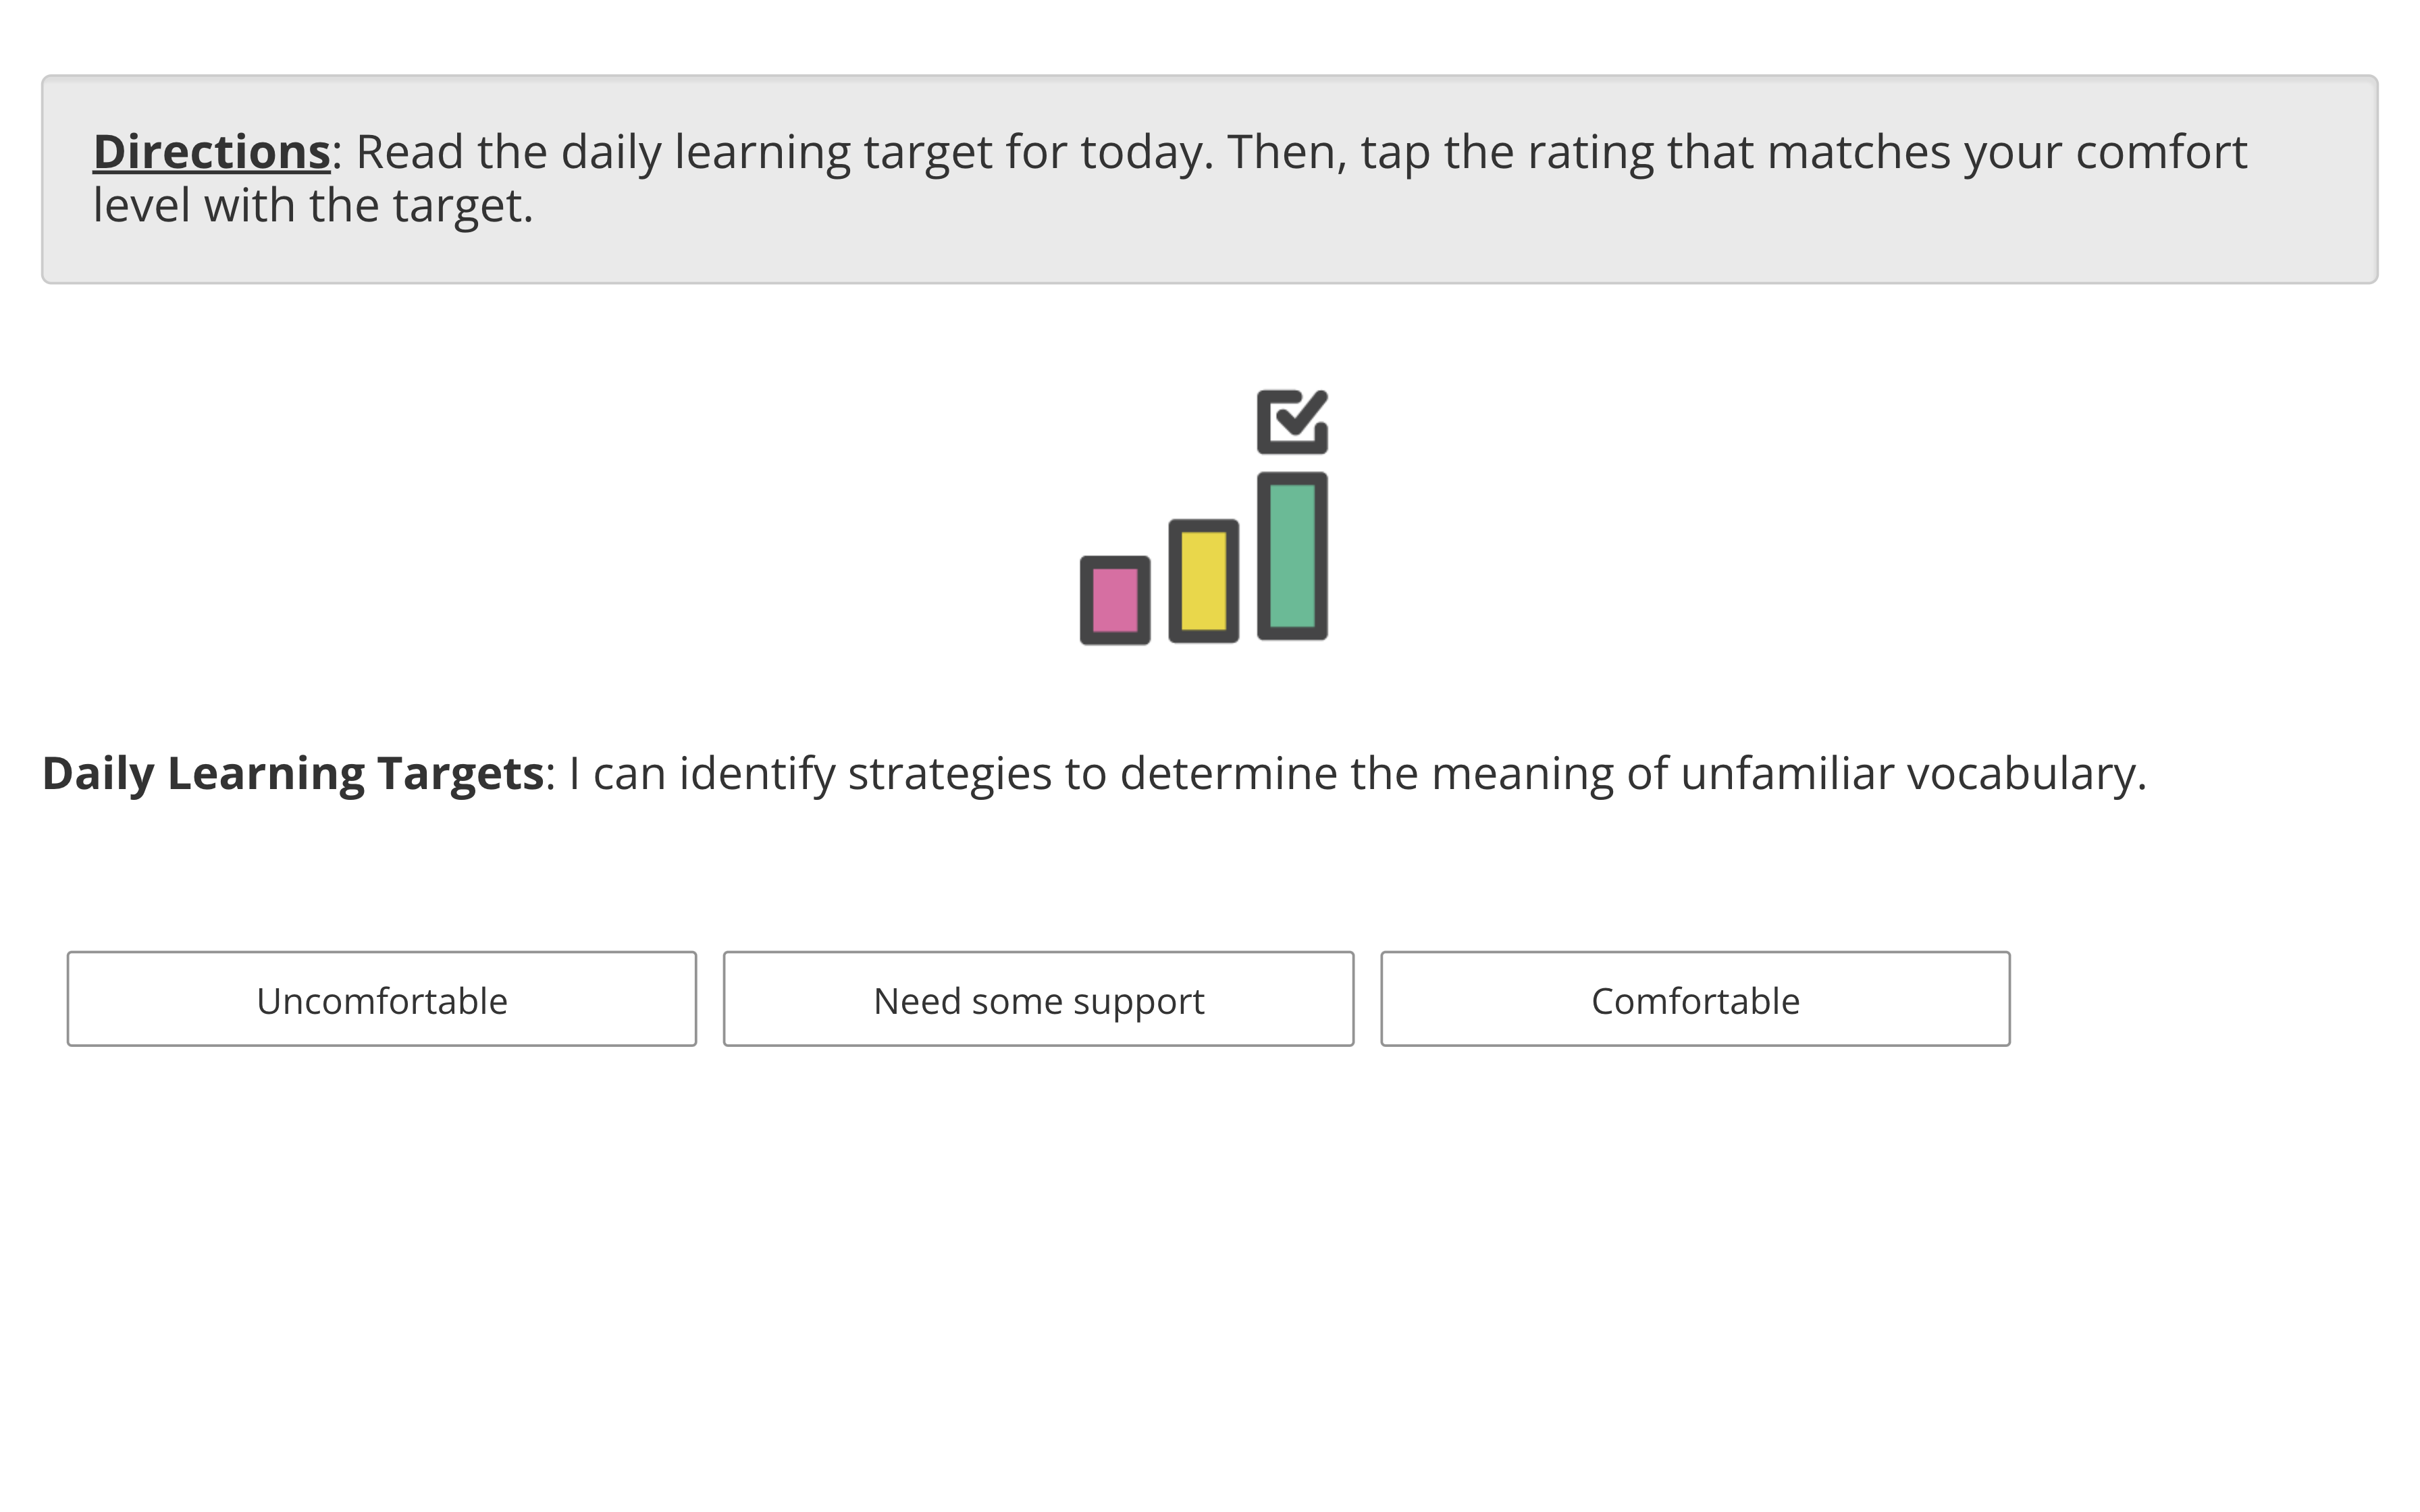 Directions: Read the daily learning target for today. Then, tap the rating that matches your comfort
level with the target.
Daily Learning Targets: I can identify strategies to determine the meaning of unfamiliar vocabulary.
Uncomfortable
Need some support
Comfortable